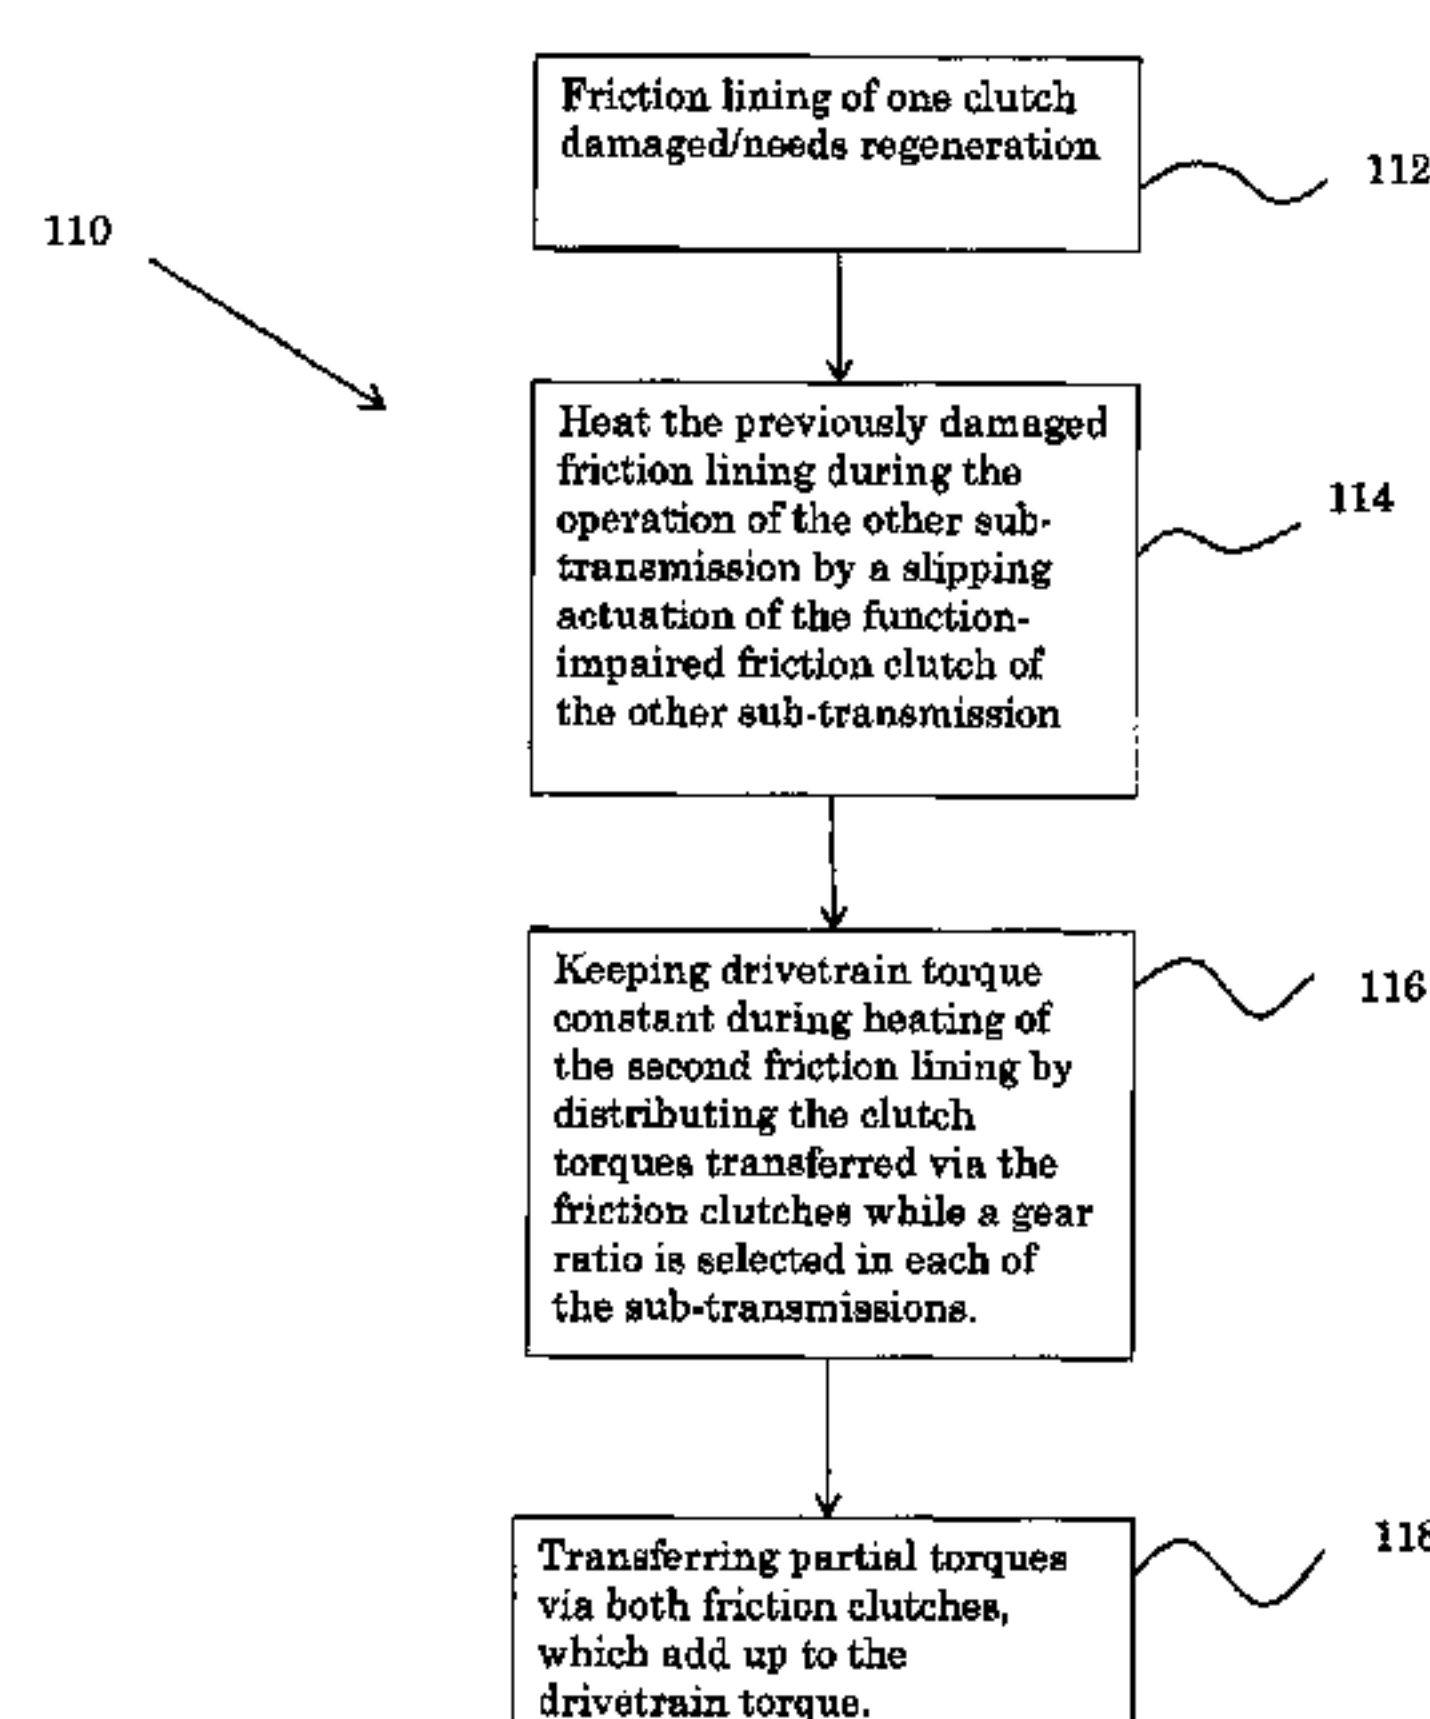 Friction lining of one clutch
damaged/needs regeneration
112
110
Heat the previously damaged
friction lining during the
operation of the other sub-
transmission by a slipping
actuation of the function-
impaired friction clutch of
the other sub-transmission
114
Keeping drivetrain torque
constant during heating of
the second friction lining by
distributing the clutch
torques transferred via the
friction clutches while a gear
ratio is selected in each of
the sub-transmissions.
116
Transferring partial torques
via both friction clutches,
which add up to the
drivetrain torque.
118